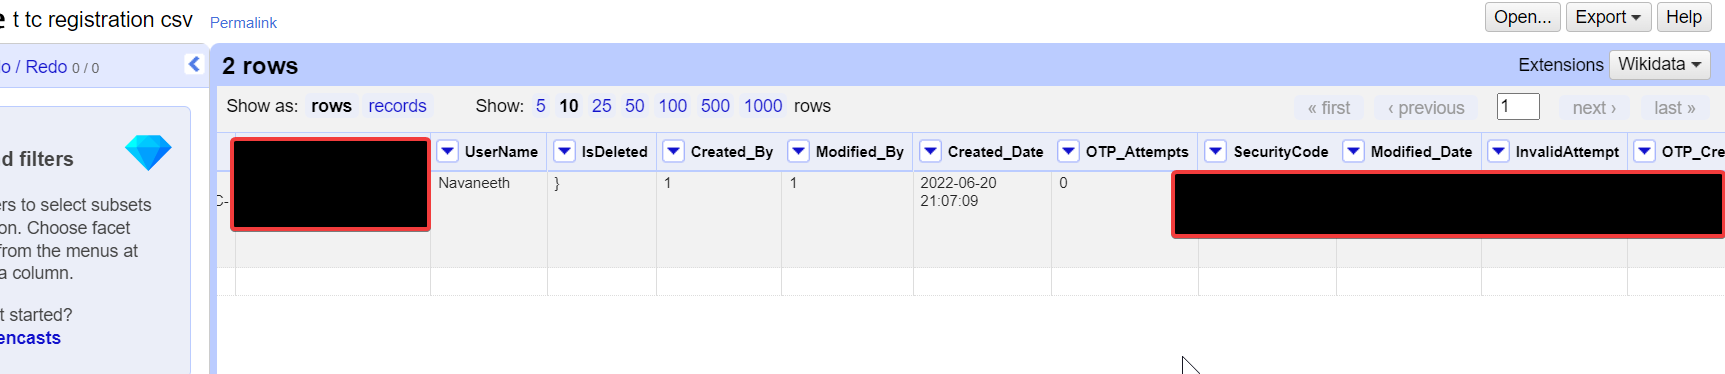 t tc registration csv Permalink Open... Export Help
/ Redo 0 / 0
2 rows
Extensions Wikidata
Show as: rows records Show: 5 10 25 50 100 500 1000 rows « first ‹ previous 1 next › last »
d filters
UserName IsDeleted Created_By Modified_By Created_Date OTP_Attempts SecurityCode Modified_Date InvalidAttempt OTP_Cre
Navaneeth } 1 1 2022-06-20 0
21:07:09
C-
rs to select subsets
on. Choose facet
from the menus at
a column.
t started?
encasts